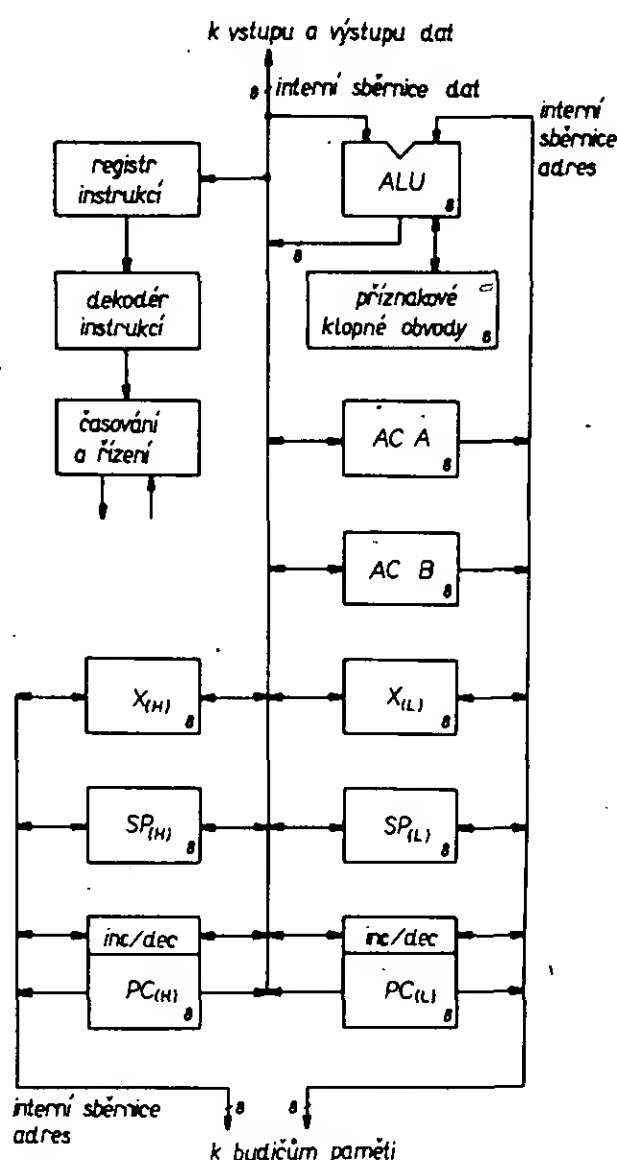 k vstupu a výstupu dat
8
interní sběrnice dat
interní
sběrnice
adres
registr
instrukcí
ALU
8
8
dekodér
instrukcí
příznakové
klopné obvody
8
časování
a řízení
AC A
8
AC B
8
X(H)
8
X(L)
8
SP(H)
8
SP(L)
8
inc/dec
inc/dec
PC(H)
8
PC(L)
8
interní sběrnice
adres
8
8
k budičům paměti